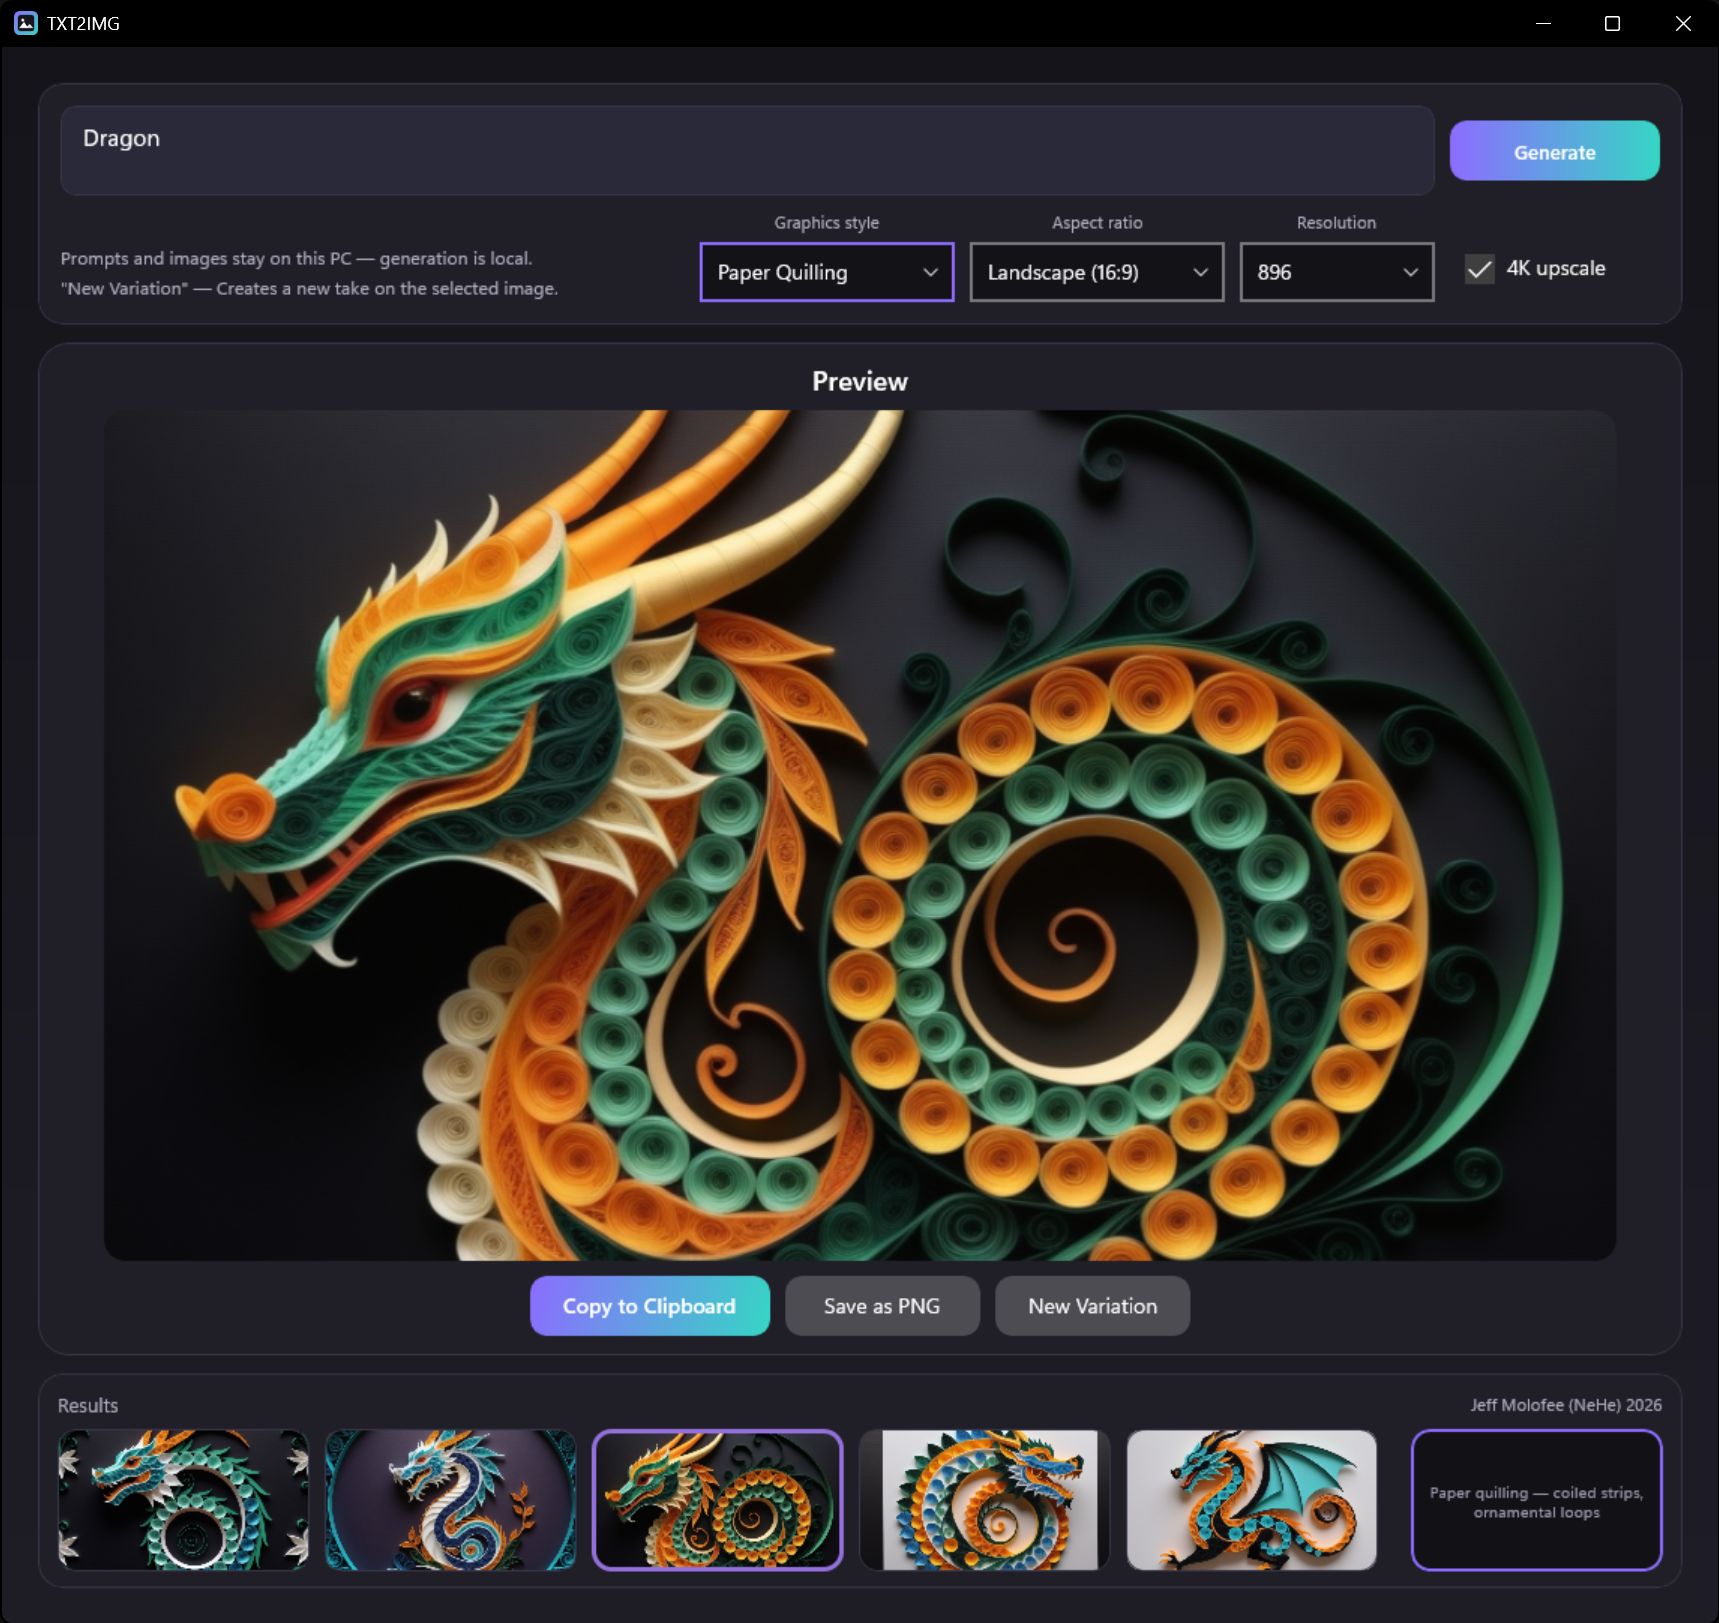 TXT2IMG
Dragon
Generate
Graphics style
Aspect ratio
Resolution
Prompts and images stay on this PC — generation is local.
"New Variation" — Creates a new take on the selected image.
Paper Quilling
Landscape (16:9)
896
4K upscale
Preview
Copy to Clipboard
Save as PNG
New Variation
Results
Jeff Molofee (NeHe) 2026
Paper quilling — coiled strips,
ornamental loops